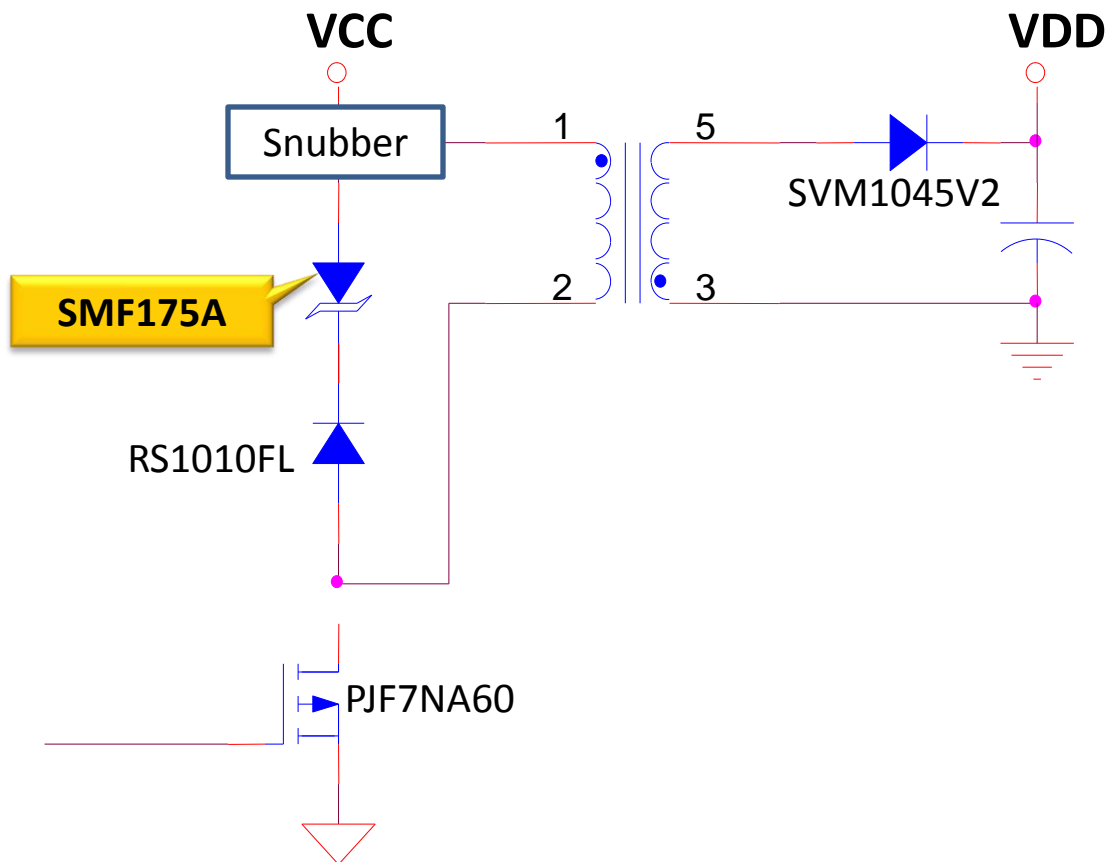 VCC
VDD
Snubber
1
5
SVM1045V2
SMF175A
2
3
RS1010FL
PJF7NA60